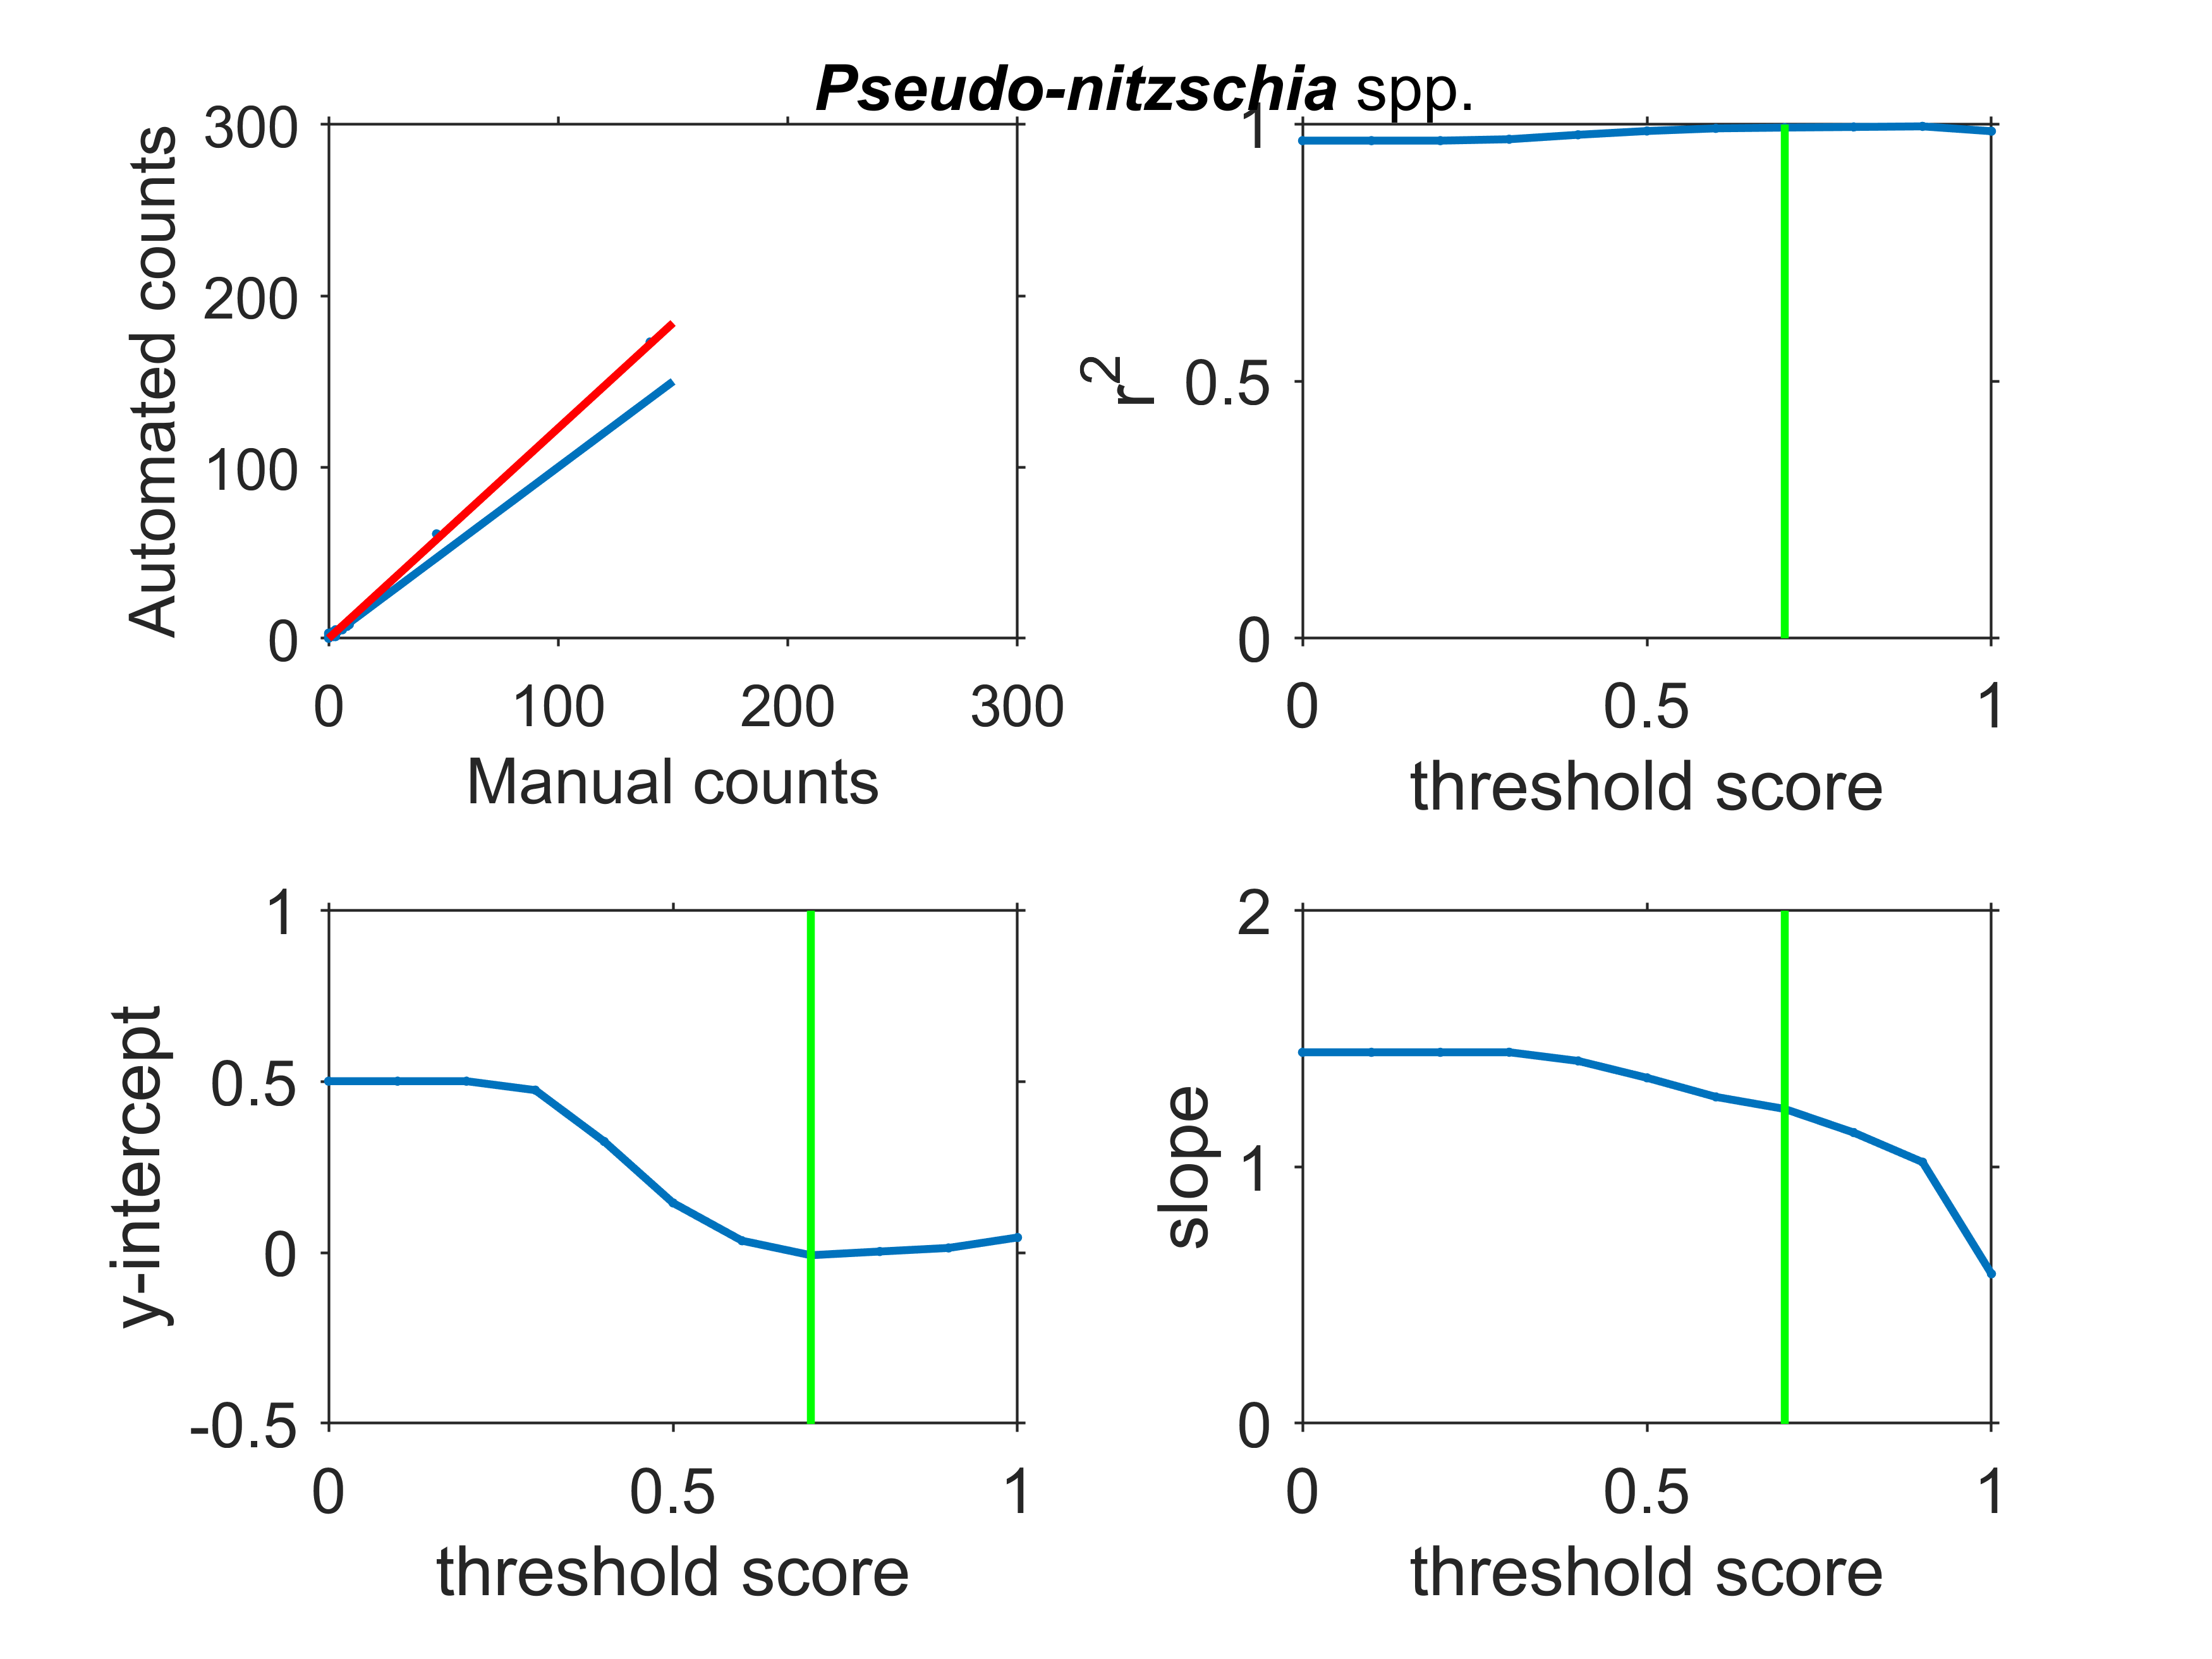 Pseudo-nitzschia spp.
300
200
100
0
Automated counts
0 100 200 300
Manual counts
1
0.5
0
r2
0 0.5 1
threshold score
1
0.5
0
-0.5
y-intercept
0 0.5 1
threshold score
2
1
0
slope
0 0.5 1
threshold score